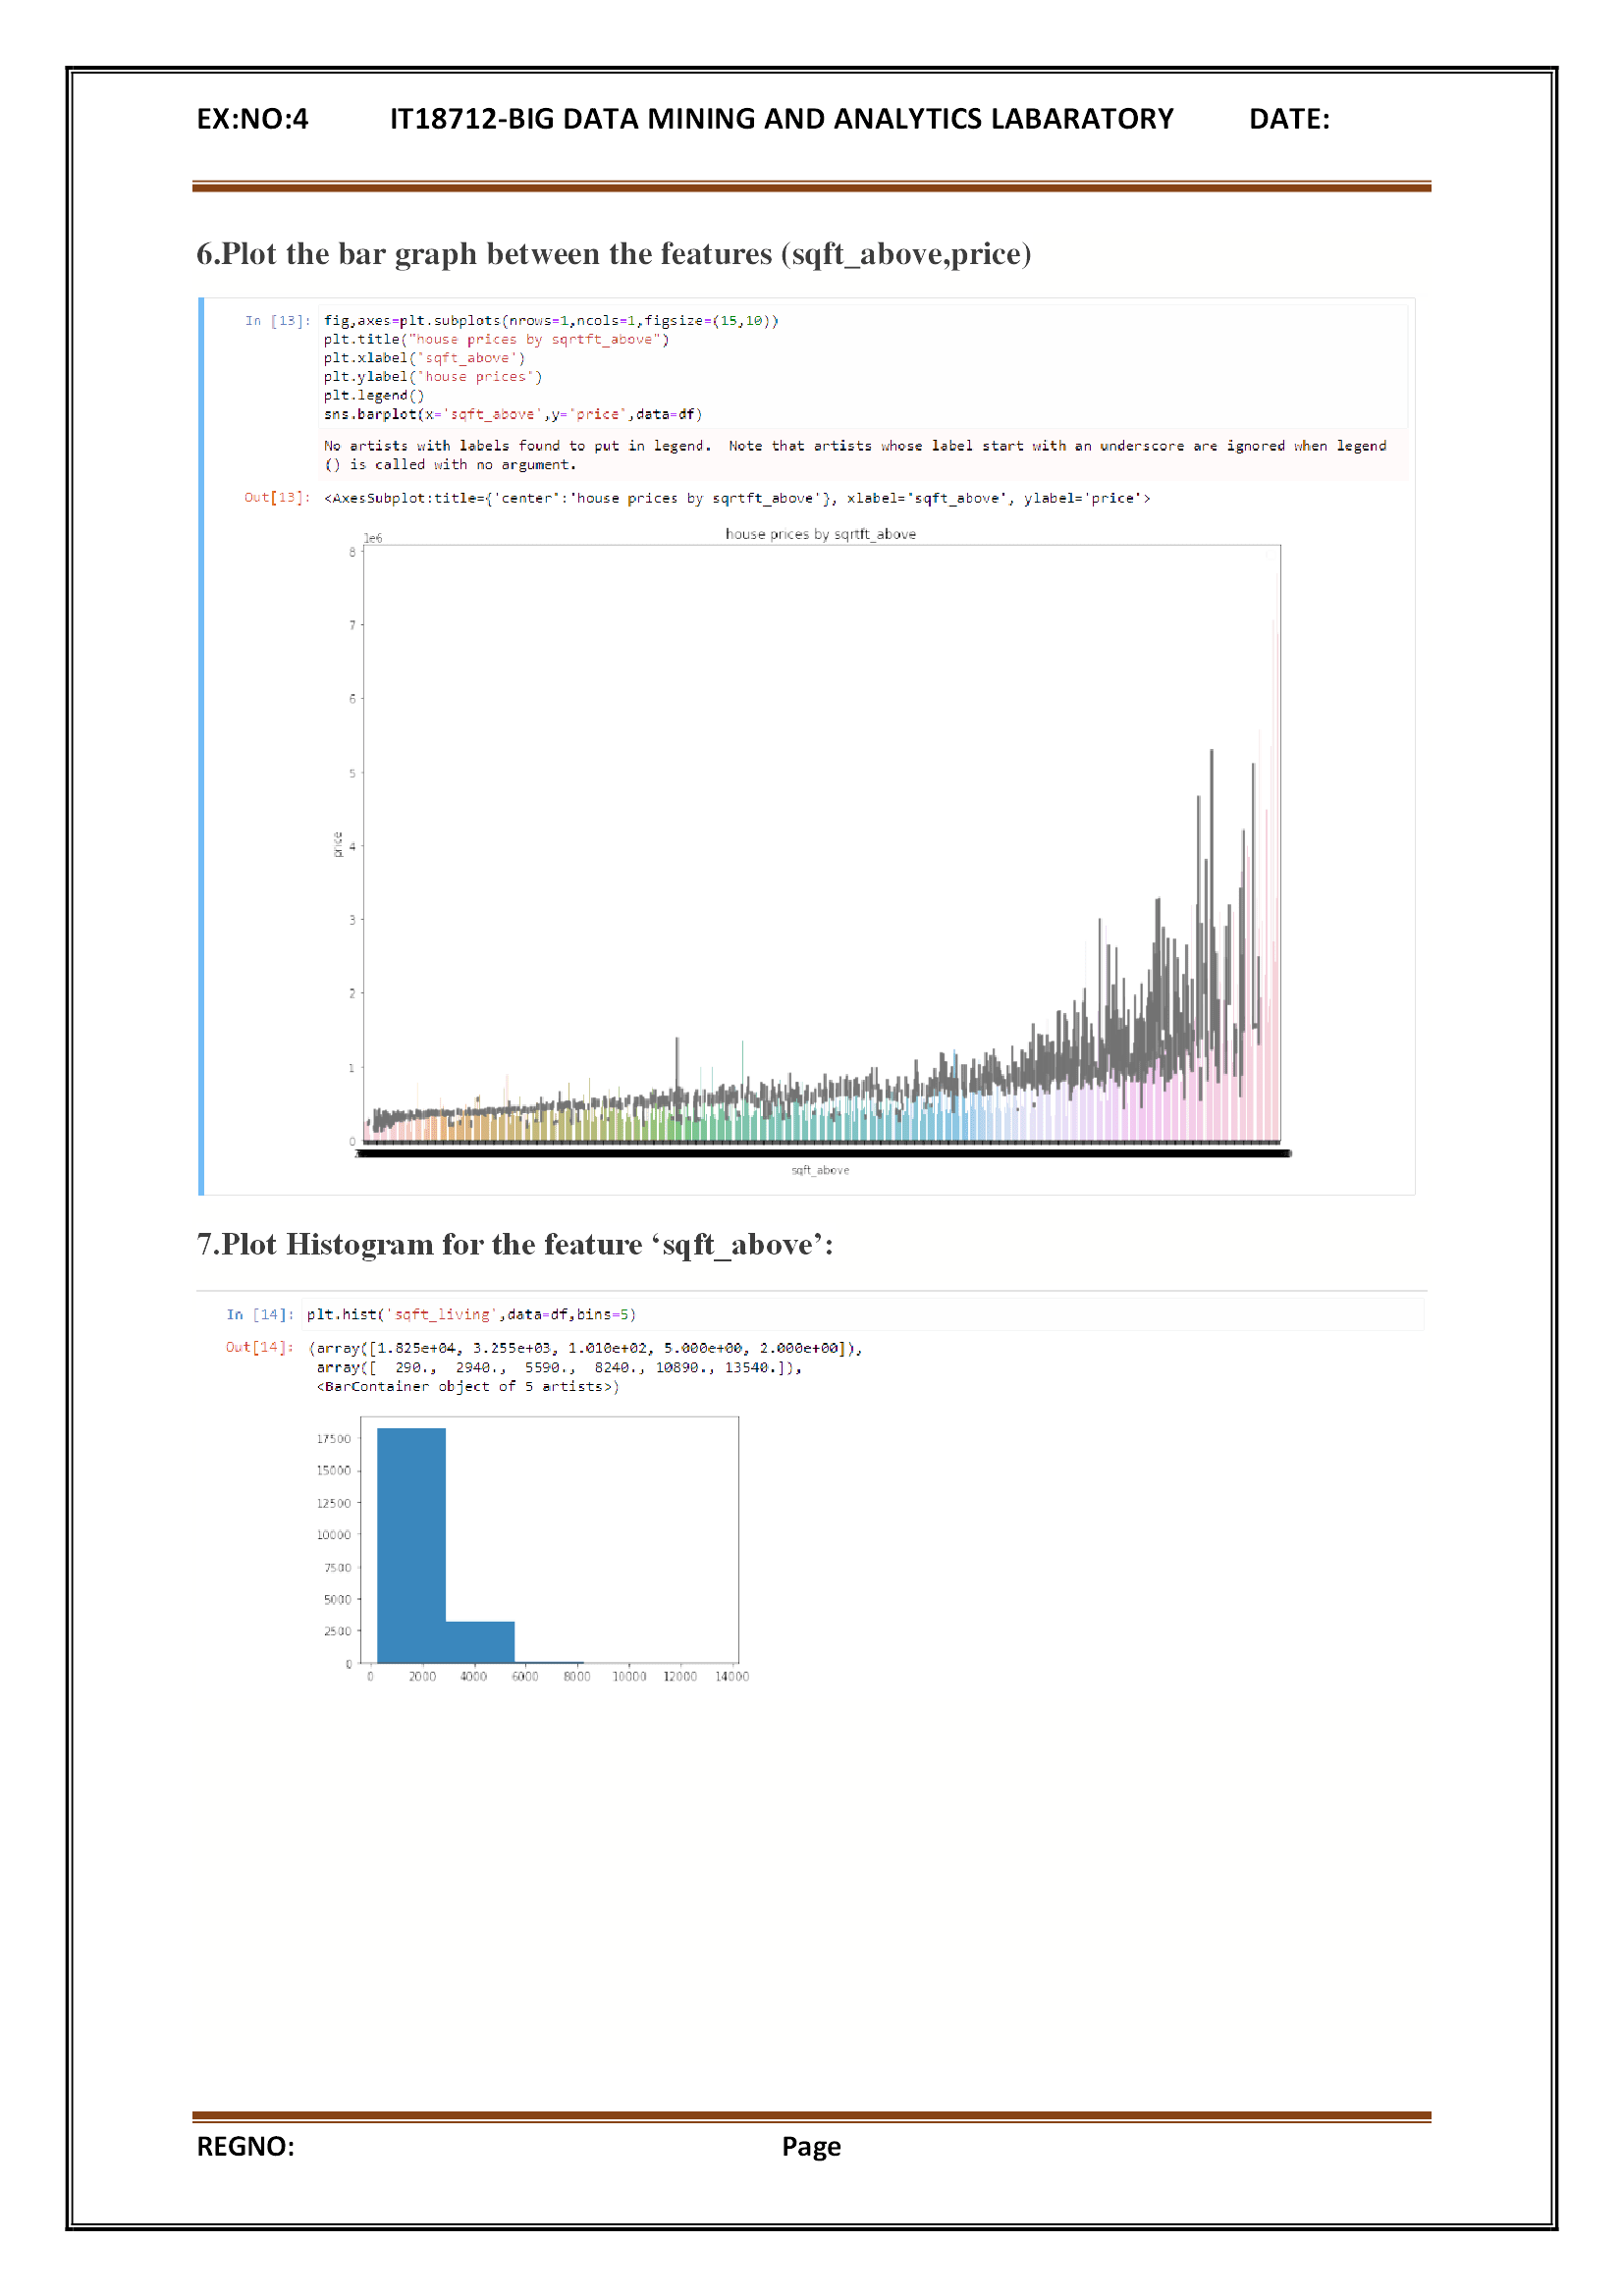 EX:NO:4 IT18712-BIG DATA MINING AND ANALYTICS LABARATORY DATE:
6.Plot the bar graph between the features (sqft_above,price)
In [13]: fig,axes=plt.subplots(nrows=1,ncols=1,figsize=(15,10))
plt.title("house prices by sqrtft_above")
plt.xlabel('sqft_above')
plt.ylabel("house prices")
plt.legend()
sns.barplot(x='sqft_above',y='price',data=df)
No artists with labels found to put in legend.  Note that artists whose label start with an underscore are ignored when legend
() is called with no argument.
Out[13]: <AxesSubplot:title={'center':'house prices by sqrtft_above'}, xlabel='sqft_above', ylabel='price'>
house prices by sqrtft_above
1e6
8
7
6
5
price
4
3
2
1
0
sqft_above
7.Plot Histogram for the feature ‘sqft_above’:
In [14]: plt.hist('sqft_living',data=df,bins=5)
Out[14]: (array([1.825e+04, 3.255e+03, 1.010e+02, 5.000e+00, 2.000e+00]),
array([  290.,  2940.,  5590.,  8240., 10890., 13540.]),
<BarContainer object of 5 artists>)
17500
15000
12500
10000
7500
5000
2500
0
0 2000 4000 6000 8000 10000 12000 14000
REGNO: Page